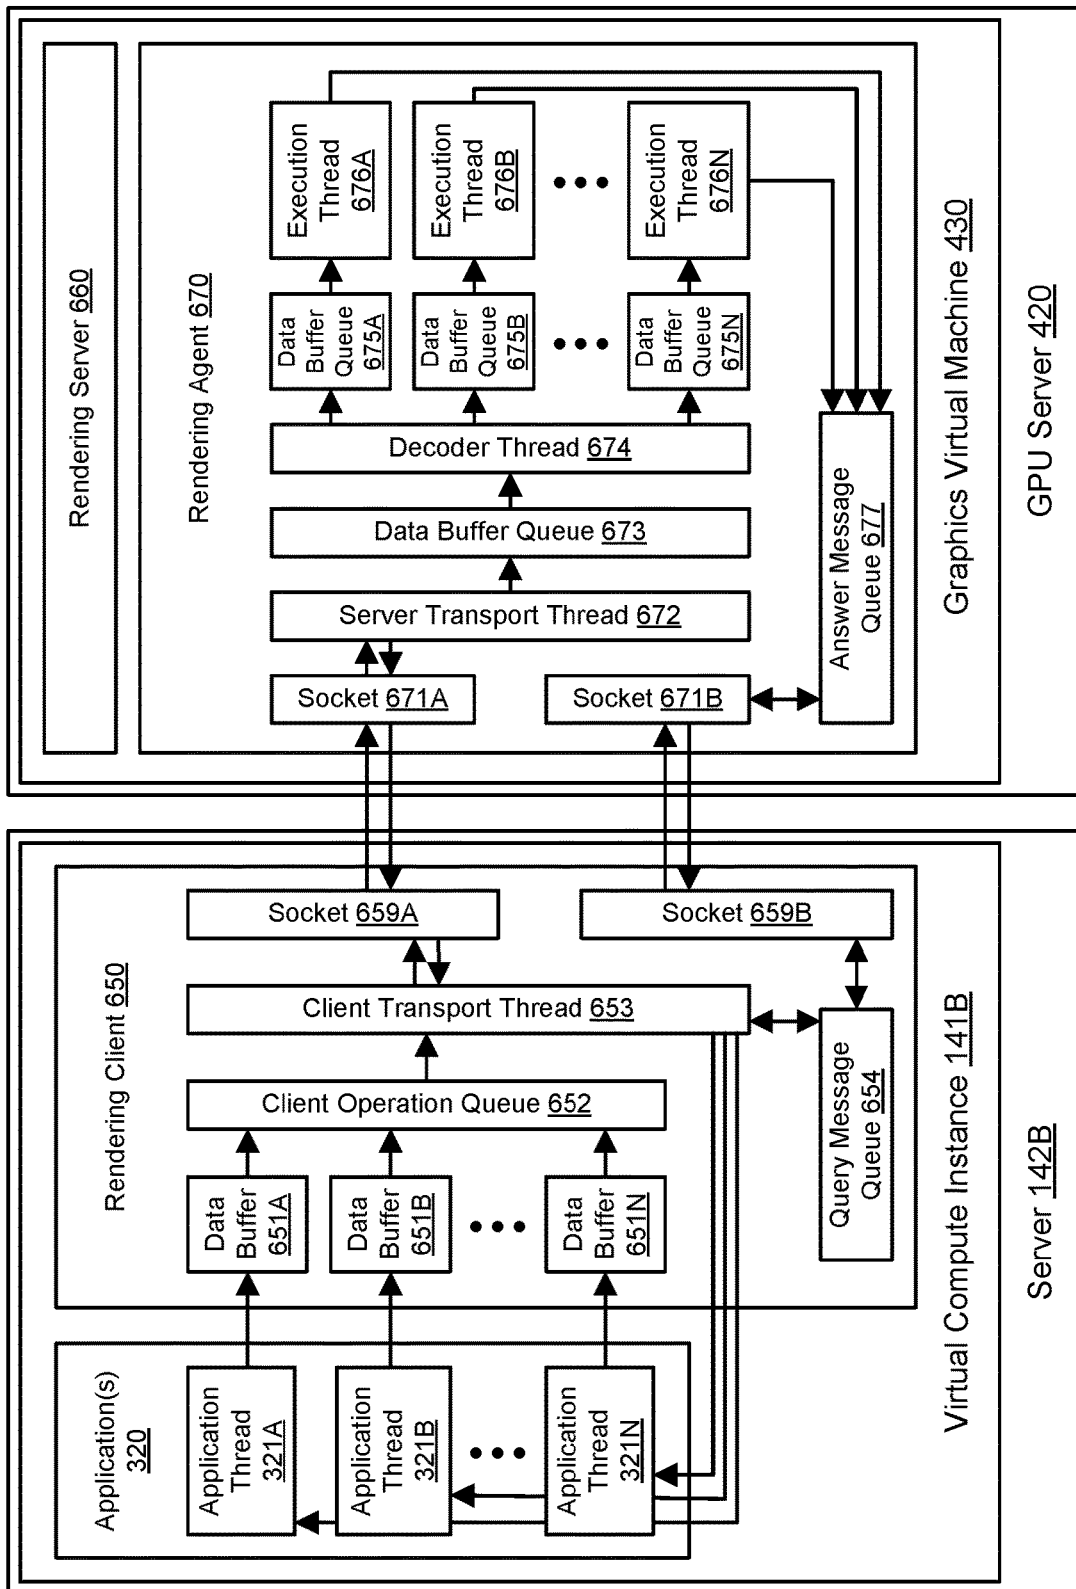 Application(s)
320
Application
Thread
321A
Application
Thread
321B
Application
Thread
321N
Rendering Client 650
Data
Buffer
651A
Data
Buffer
651B
Data
Buffer
651N
Client Operation Queue 652
Client Transport Thread 653
Socket 659A
Socket 659B
Query Message
Queue 654
Virtual Compute Instance 141B
Server 142B
Rendering Server 660
Rendering Agent 670
Socket 671A
Socket 671B
Server Transport Thread 672
Data Buffer Queue 673
Decoder Thread 674
Data
Buffer
Queue
675A
Data
Buffer
Queue
675B
Data
Buffer
Queue
675N
Execution
Thread
676A
Execution
Thread
676B
Execution
Thread
676N
Answer Message
Queue 677
Graphics Virtual Machine 430
GPU Server 420